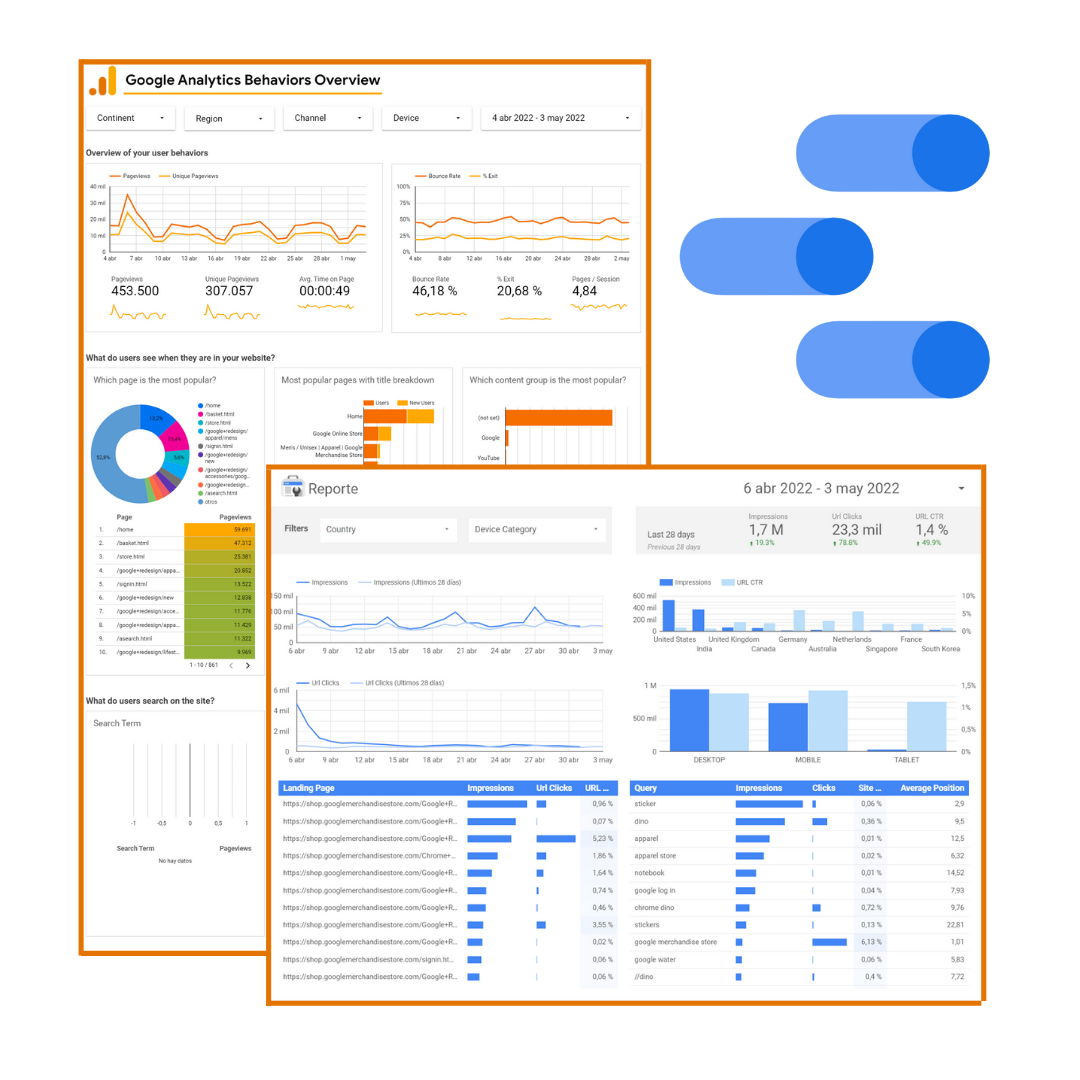 Google Analytics Behaviors Overview
Continent Region Channel Device 4 abr 2022 - 3 may 2022
Overview of your user behaviors
Pageviews Unique Pageviews
40 mil
30 mil
20 mil
10 mil
0
4 abr 7 abr 10 abr 13 abr 16 abr 19 abr 22 abr 25 abr 28 abr 1 may
Pageviews Unique Pageviews Avg. Time on Page
453.500 307.057 00:00:49
Bounce Rate % Exit
100%
75%
50%
25%
0%
4 abr 8 abr 12 abr 16 abr 20 abr 24 abr 28 abr 2 may
Bounce Rate % Exit Pages / Session
46,18 % 20,68 % 4,84
What do users see when they are in your website?
Which page is the most popular?
13,2%
10,4%
5,6%
52,4%
/home
/basket.html
/store.html
/google+redesign/
apparel/mens
/signin.html
/google+redesign/
new
/google+redesign/
accessories/goog...
/google+redesign...
/asearch.html
otros
Page Pageviews
1. /home 59.691
2. /basket.html 47.312
3. /store.html 25.381
4. /google+redesign/appa... 20.852
5. /signin.html 13.522
6. /google+redesign/new 12.836
7. /google+redesign/acce... 11.776
8. /google+redesign/appa... 11.429
9. /asearch.html 11.322
10. /google+redesign/lifest... 9.969
1 - 10 / 861 < >
Most popular pages with title breakdown
Users New Users
Home
Google Online Store
Men's / Unisex | Apparel | Google
Merchandise Store
Which content group is the most popular?
(not set)
Google
YouTube
What do users search on the site?
Search Term
-1 -0,5 0 0,5 1
Search Term Pageviews
No hay datos
Reporte 6 abr 2022 - 3 may 2022
Filters Country Device Category
Last 28 days
Previous 28 days
Impressions Url Clicks URL CTR
1,7 M 23,3 mil 1,4 %
19.3% 78.8% 49.9%
Impressions Impressions (Ultimos 28 días)
50 mil
00 mil
50 mil
0
6 abr 9 abr 12 abr 15 abr 18 abr 21 abr 24 abr 27 abr 30 abr 3 may
Impressions URL CTR
600 mil 10%
400 mil
200 mil 5%
0 0%
United States United Kingdom Germany Netherlands France
India Canada Australia Singapore South Korea
Url Clicks Url Clicks (Ultimos 28 días)
6 mil
4 mil
2 mil
0
6 abr 9 abr 12 abr 15 abr 18 abr 21 abr 24 abr 27 abr 30 abr 3 may
1 M 1,5%
1%
500 mil
0,5%
0 0%
DESKTOP MOBILE TABLET
Landing Page Impressions Url Clicks URL ...
https://shop.googlemerchandisestore.com/Google+R... 0,96 %
https://shop.googlemerchandisestore.com/Google+R... 0,07 %
https://shop.googlemerchandisestore.com/Google+R... 5,23 %
https://shop.googlemerchandisestore.com/Chrome+... 1,86 %
https://shop.googlemerchandisestore.com/Google+R... 1,64 %
https://shop.googlemerchandisestore.com/Google+R... 0,74 %
https://shop.googlemerchandisestore.com/Google+R... 0,46 %
https://shop.googlemerchandisestore.com/Google+R... 3,55 %
https://shop.googlemerchandisestore.com/Google+R... 0,02 %
https://shop.googlemerchandisestore.com/signin.ht... 0,06 %
https://shop.googlemerchandisestore.com/Google+R... 0,06 %
Query Impressions Clicks Site ... Average Position
sticker 0,06 % 2,9
dino 0,36 % 9,5
apparel 0,01 % 12,5
apparel store 0,02 % 6,32
notebook 0,01 % 14,52
google log in 0,04 % 7,93
chrome dino 0,72 % 9,76
stickers 0,13 % 22,81
google merchandise store 6,13 % 1,01
google water 0,06 % 5,83
//dino 0,4 % 7,72